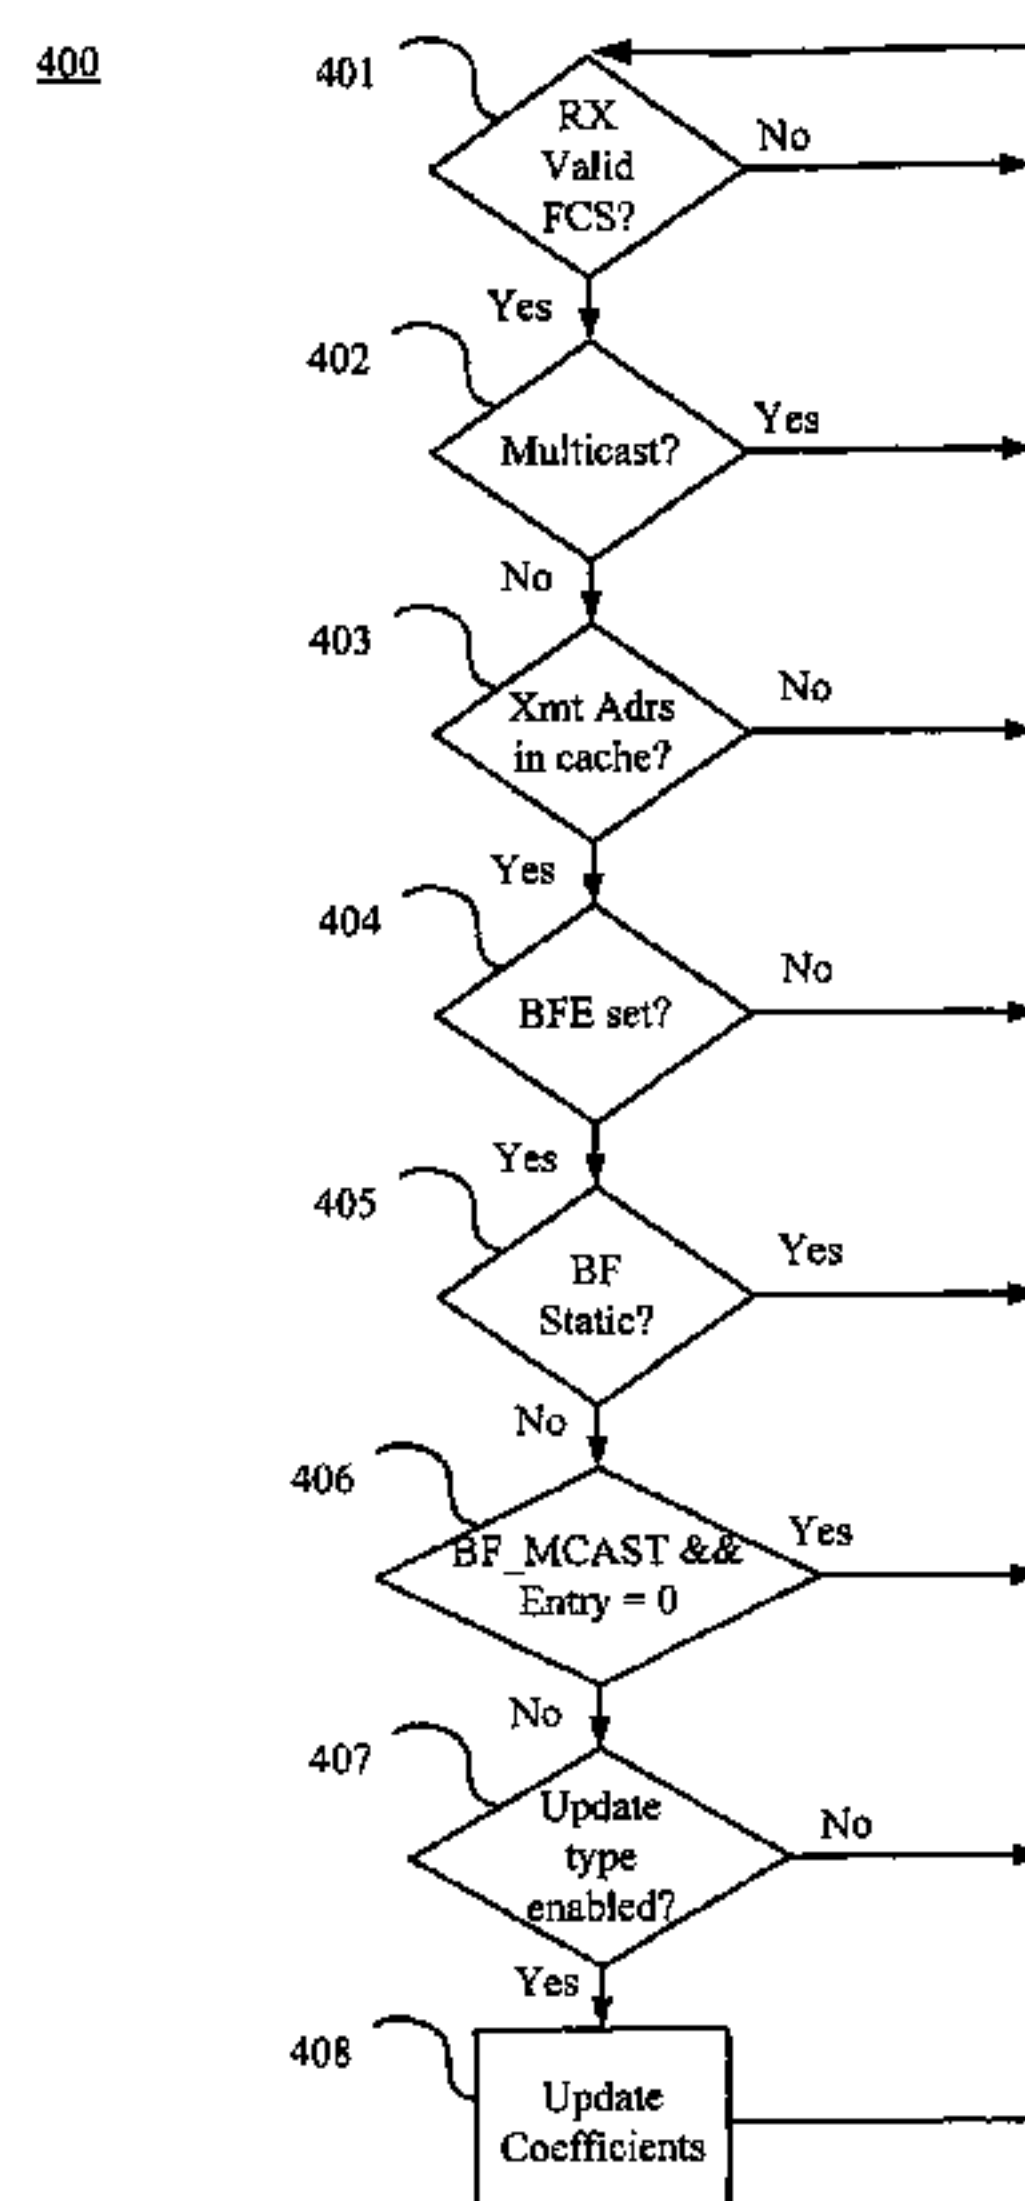 400
401
RX
Valid
FCS?
No
Yes
402
Multicast?
Yes
No
403
Xmt Adrs
in cache?
No
Yes
404
BFE set?
No
Yes
405
BF
Static?
Yes
No
406
BF_MCAST &&
Entry = 0
Yes
No
407
Update
type
enabled?
No
Yes
408
Update
Coefficients